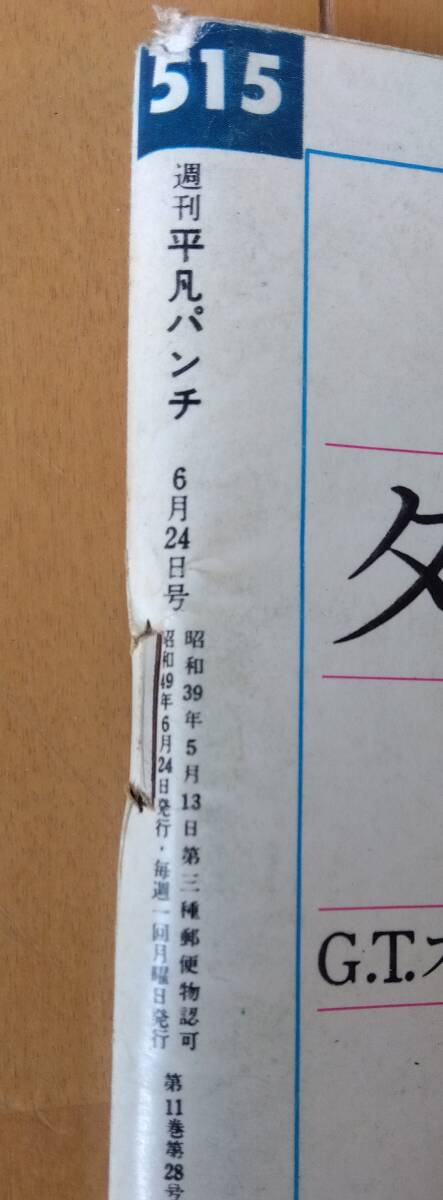 515
週刊平凡パンチ 6月24日号
昭和39年5月13日第三種郵便物認可
昭和49年6月24日発行・毎週一回月曜日発行
第11巻第28号
タ
G.T.